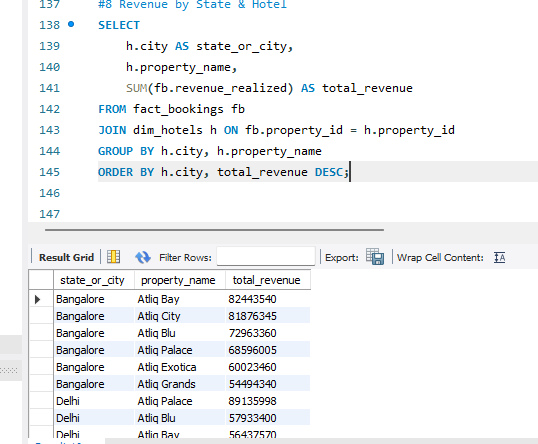 137 #8 Revenue by State & Hotel
138 SELECT
139 h.city AS state_or_city,
140 h.property_name,
141 SUM(fb.revenue_realized) AS total_revenue
142 FROM fact_bookings fb
143 JOIN dim_hotels h ON fb.property_id = h.property_id
144 GROUP BY h.city, h.property_name
145 ORDER BY h.city, total_revenue DESC;
146
147
Result Grid Filter Rows: Export: Wrap Cell Content:
state_or_city property_name total_revenue
Bangalore Atliq Bay 82443540
Bangalore Atliq City 81876345
Bangalore Atliq Blu 72963360
Bangalore Atliq Palace 68596005
Bangalore Atliq Exotica 60023460
Bangalore Atliq Grands 54494340
Delhi Atliq Palace 89135998
Delhi Atliq Blu 57933400
Delhi Atliq Bay 56437570